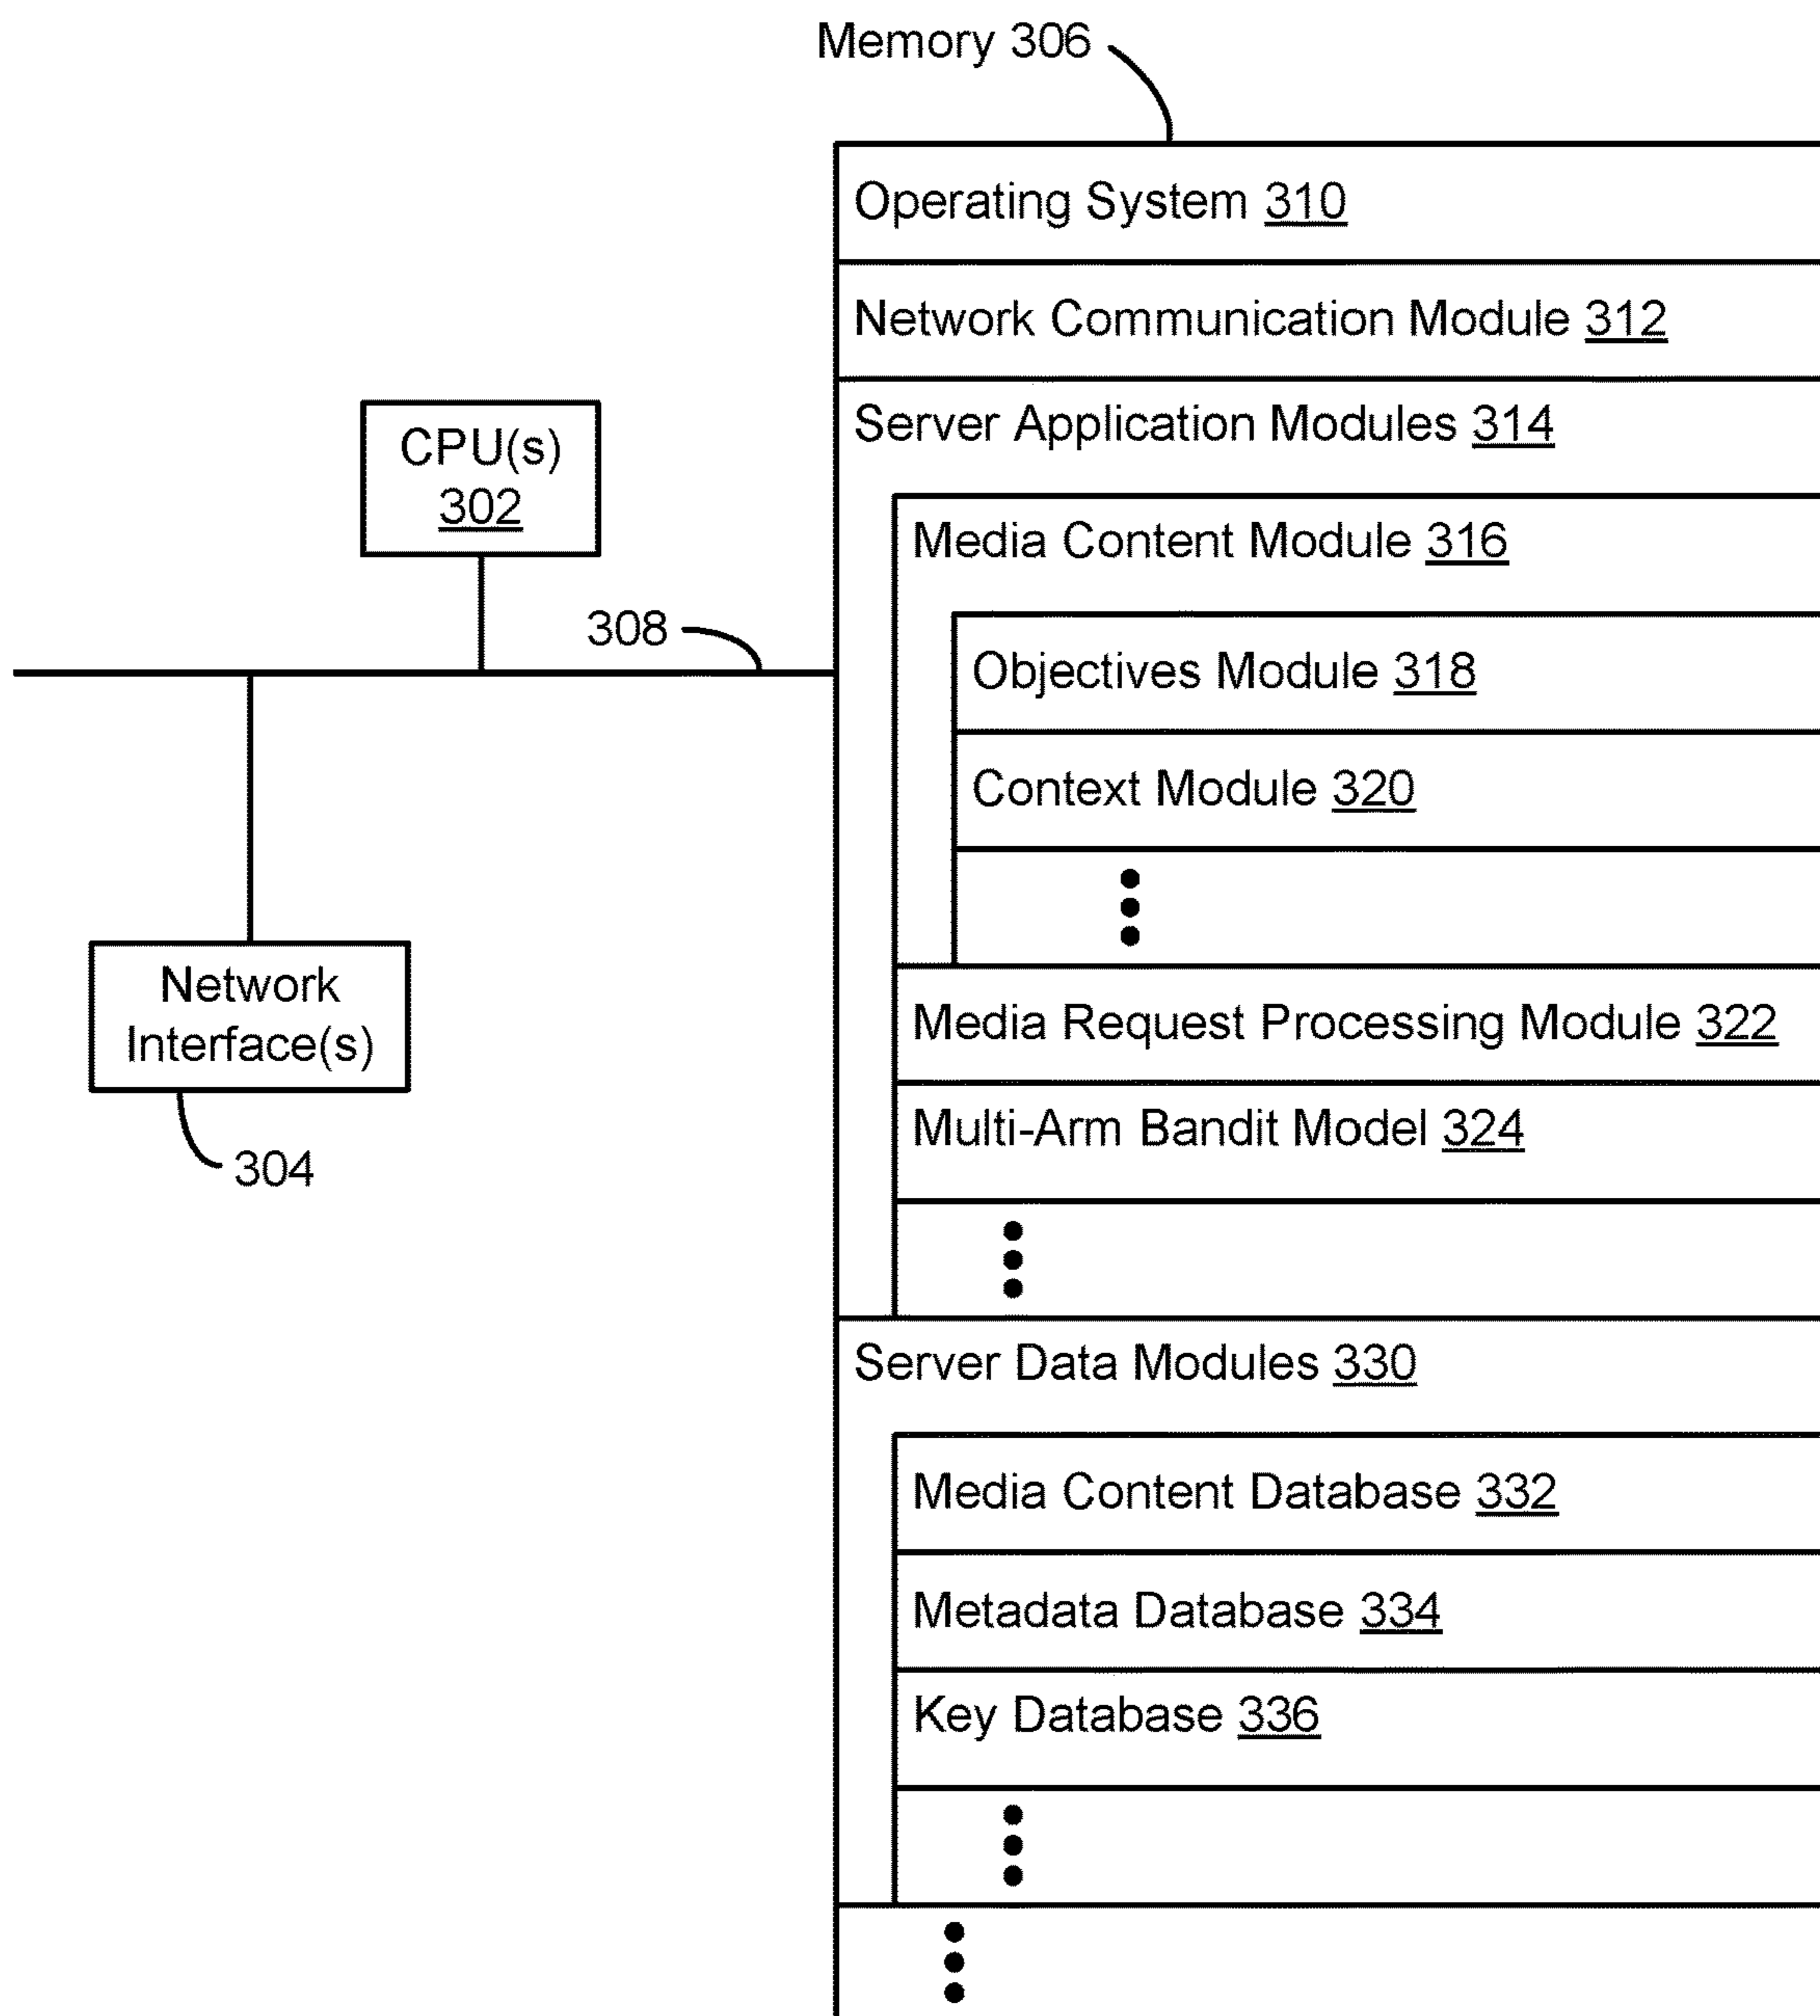 Memory 306
Operating System 310
Network Communication Module 312
Server Application Modules 314
CPU(s)
302
Media Content Module 316
308
Objectives Module 318
Context Module 320
Network
Interface(s)
304
Media Request Processing Module 322
Multi-Arm Bandit Model 324
Server Data Modules 330
Media Content Database 332
Metadata Database 334
Key Database 336